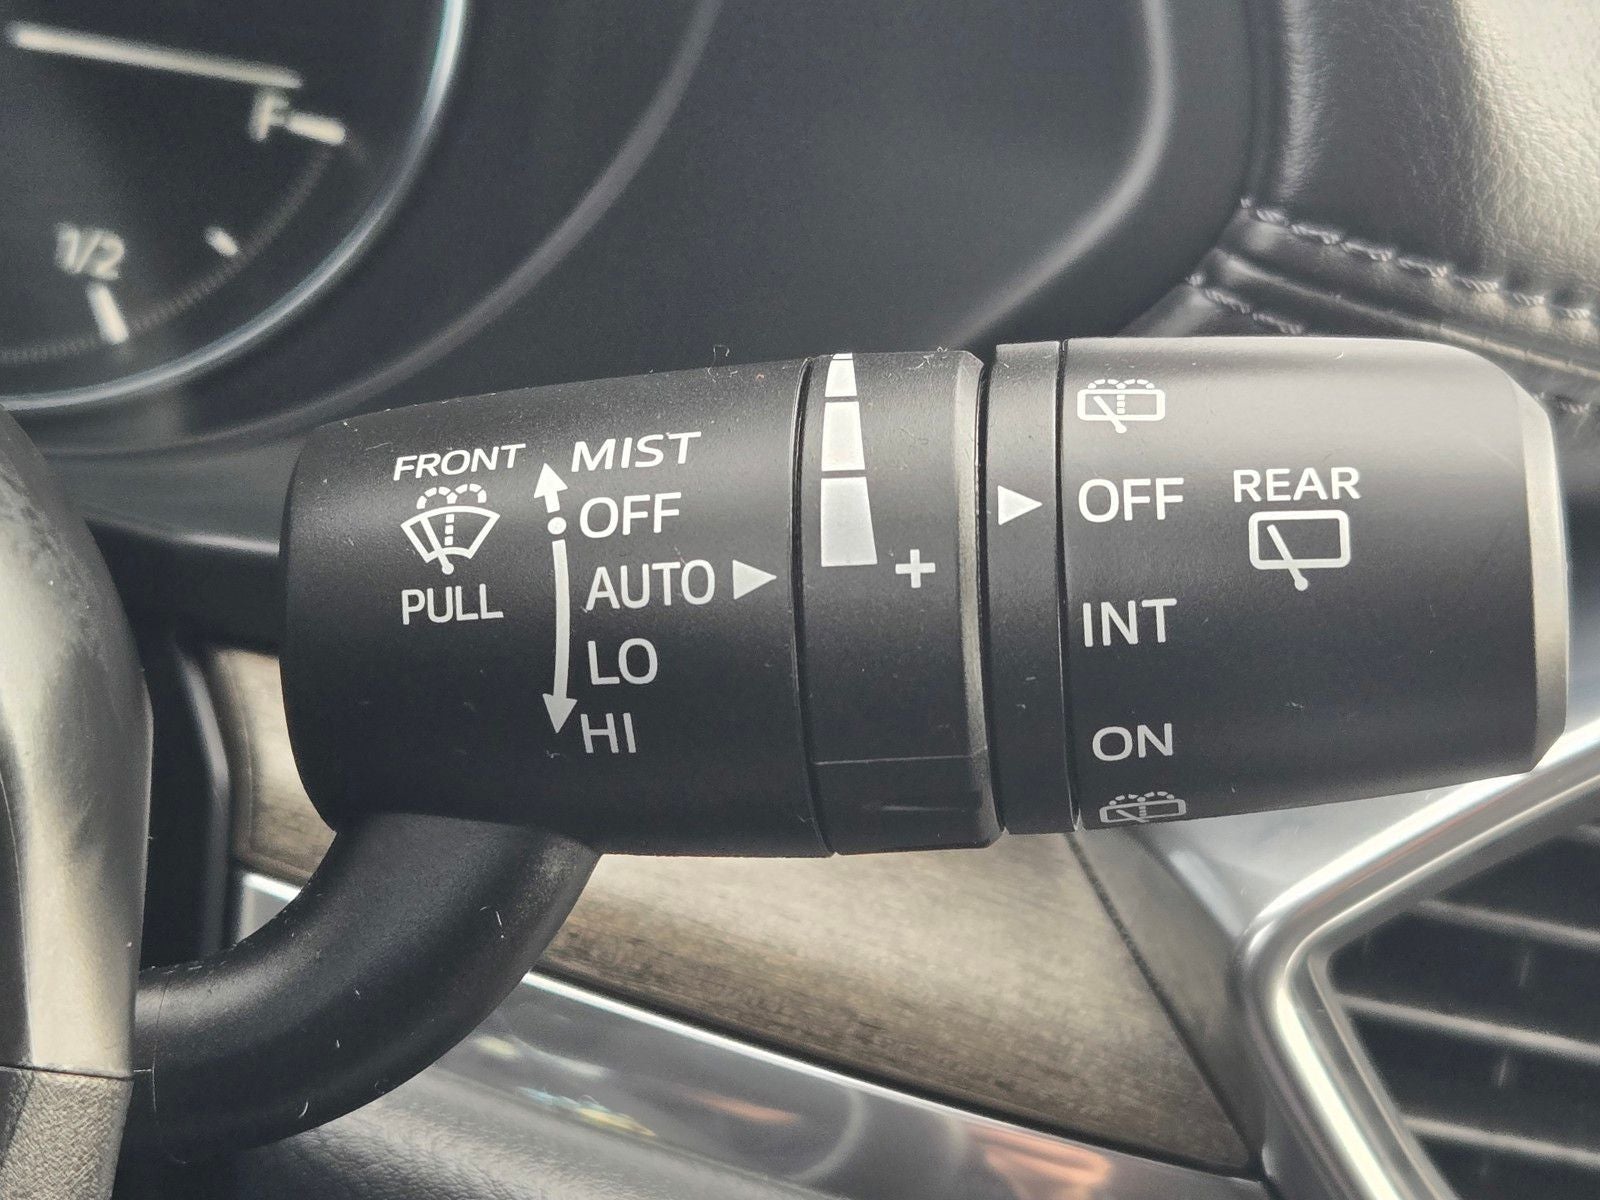 F
1/2
FRONT
PULL
MIST
OFF
AUTO
LO
HI
+
OFF
INT
ON
REAR